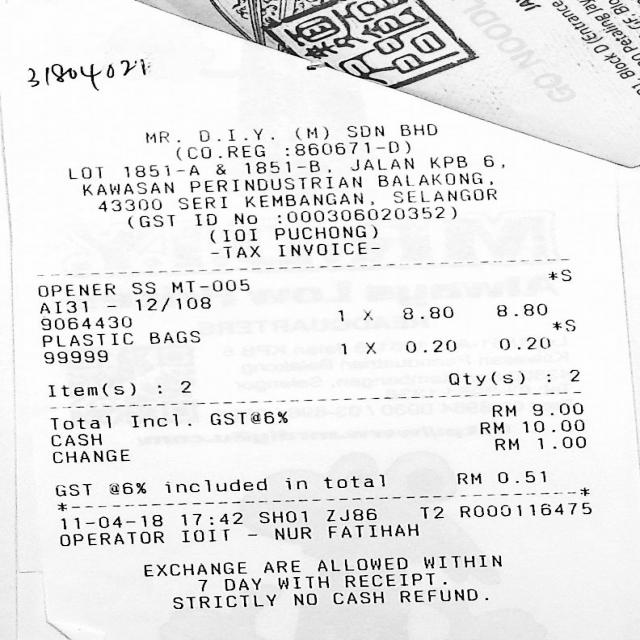 31804021
MR. D.I.Y. (M) SDN BHD
(CO.REG :860671-D)
LOT 1851-A & 1851-B, JALAN KPB 6,
KAWASAN PERINDUSTRIAN BALAKONG,
43300 SERI KEMBANGAN, SELANGOR
(GST ID No :000306020352)
(IOI PUCHONG)
-TAX INVOICE-
OPENER SS MT-005 *S
AI31 - 12/108
9064430 1 X 8.80 8.80
PLASTIC BAGS *S
99999 1 X 0.20 0.20
Item(s) : 2 Qty(s) : 2
Total Incl. GST@6% RM 9.00
CASH RM 10.00
CHANGE RM 1.00
GST @6% included in total RM 0.51
11-04-18 17:42 SH01 ZJ86 T2 R000116475
OPERATOR IOIT - NUR FATIHAH
EXCHANGE ARE ALLOWED WITHIN
7 DAY WITH RECEIPT.
STRICTLY NO CASH REFUND.
GO NOODL
Block D (Entrance